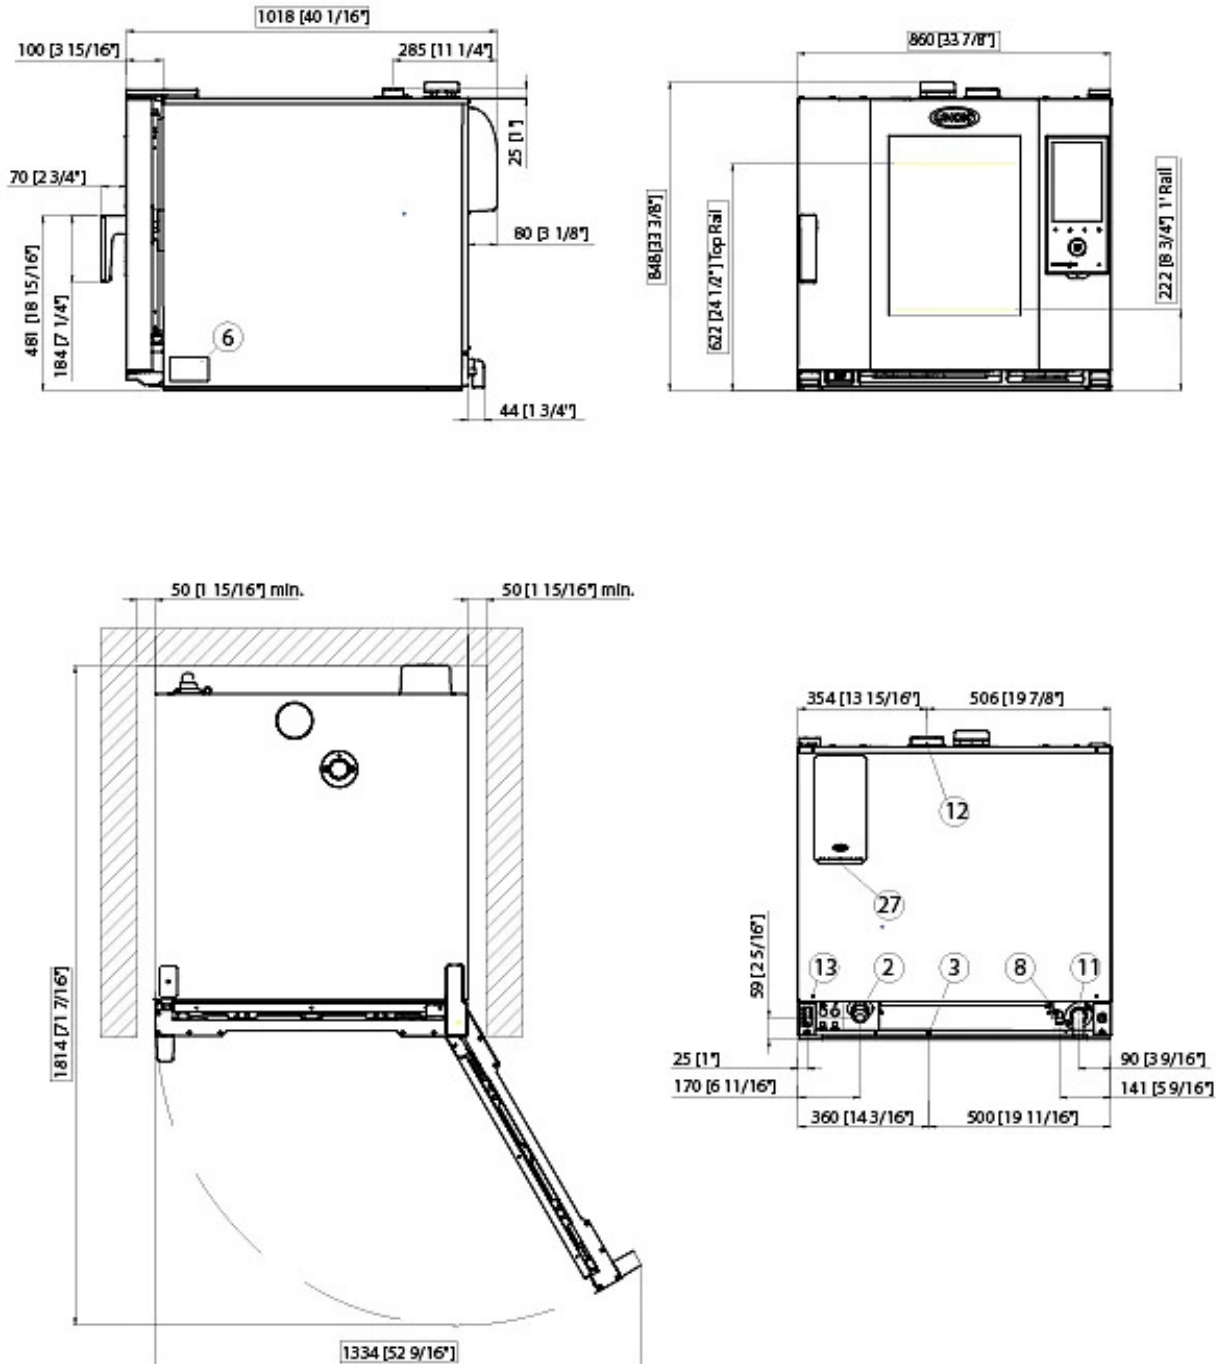 1018 [40 1/16"]
100 [3 15/16"]
285 [11 1/4"]
25 [1"]
70 [2 3/4"]
80 [3 1/8"]
481 [18 15/16"]
184 [7 1/4"]
6
44 [1 3/4"]
860 [33 7/8"]
UNOX
848[33 3/8"]
622 [24 1/2"] Top Rail
222 [8 3/4"] 1° Rail
50 [1 15/16"] min.
50 [1 15/16"] min.
1814 [71 7/16"]
1334 [52 9/16"]
354 [13 15/16"]
506 [19 7/8"]
12
27
59 [2 5/16"]
13
2
3
8
11
25 [1"]
90 [3 9/16"]
170 [6 11/16"]
141 [5 9/16"]
360 [14 3/16"]
500 [19 11/16"]